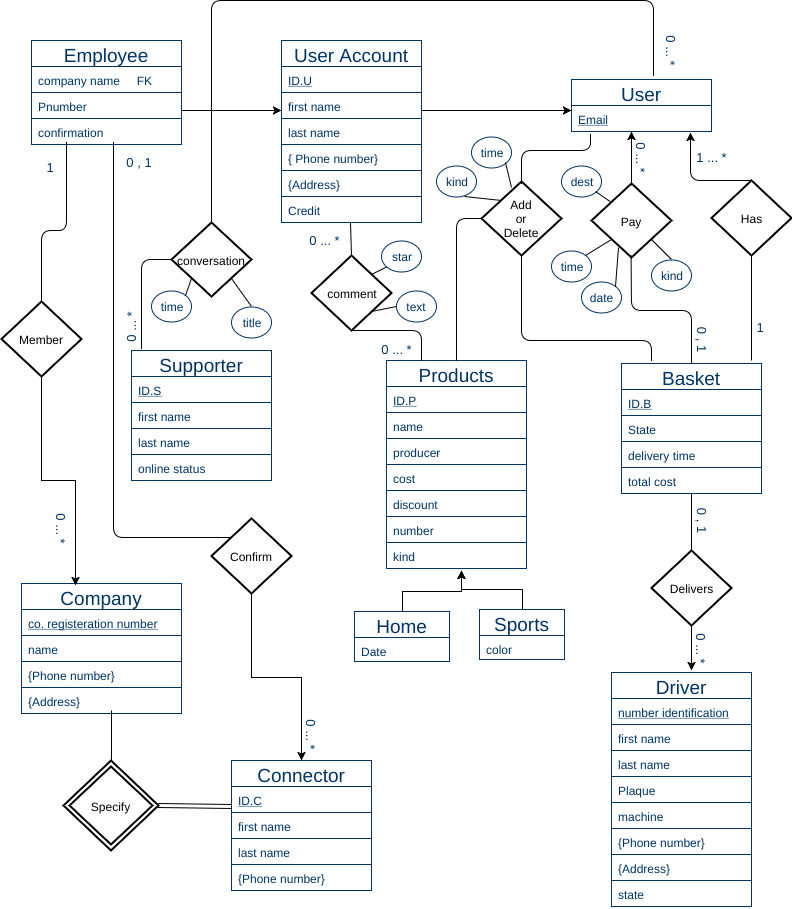 Employee
company name FK
Pnumber
confirmation
User Account
ID.U
first name
last name
{ Phone number}
{Address}
Credit
User
Email
0 ... *
1
0 , 1
time
kind
Add
or
Delete
0 ... *
dest
Pay
time
date
kind
1 ... *
Has
conversation
time
title
0 ... *
0 ... *
comment
star
text
0 ... *
Member
Supporter
ID.S
first name
last name
online status
Products
ID.P
name
producer
cost
discount
number
kind
0 , 1
1
Basket
ID.B
State
delivery time
total cost
0 ... *
Confirm
0 , 1
Delivers
0 ... *
Company
co. registeration number
name
{Phone number}
{Address}
Home
Date
Sports
color
0 ... *
Specify
Connector
ID.C
first name
last name
{Phone number}
Driver
number identification
first name
last name
Plaque
machine
{Phone number}
{Address}
state